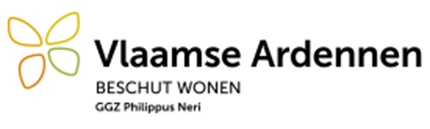 Vlaamse Ardennen
BESCHUT WONEN
GGZ Philippus Neri